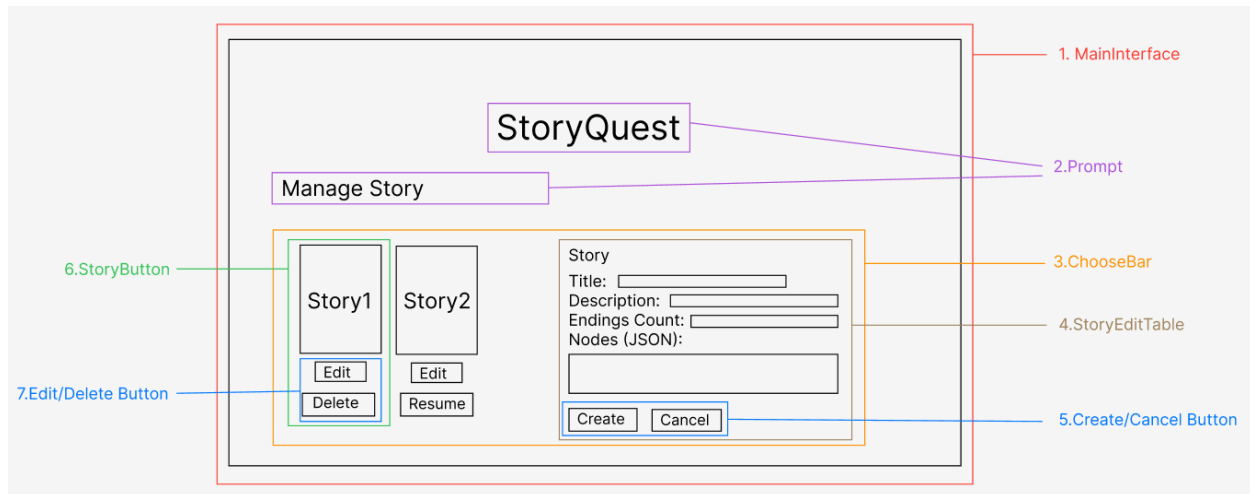 1. MainInterface
StoryQuest
2.Prompt
Manage Story
6.StoryButton
Story1
Story2
Edit
Delete
Edit
Resume
7.Edit/Delete Button
Story
Title:
Description:
Endings Count:
Nodes (JSON):
Create
Cancel
3.ChooseBar
4.StoryEditTable
5.Create/Cancel Button